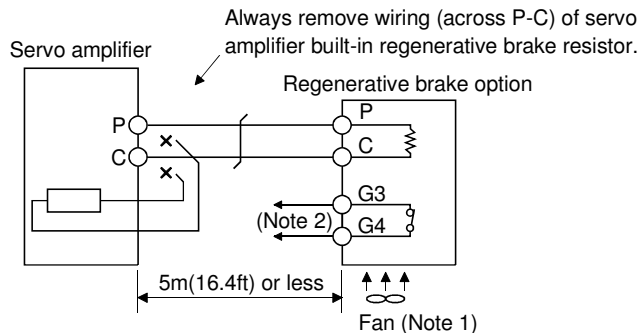 Always remove wiring (across P-C) of servo
amplifier built-in regenerative brake resistor.
Servo amplifier
Regenerative brake option
P
P
C
C
G3
(Note 2)
G4
5m(16.4ft) or less
Fan (Note 1)